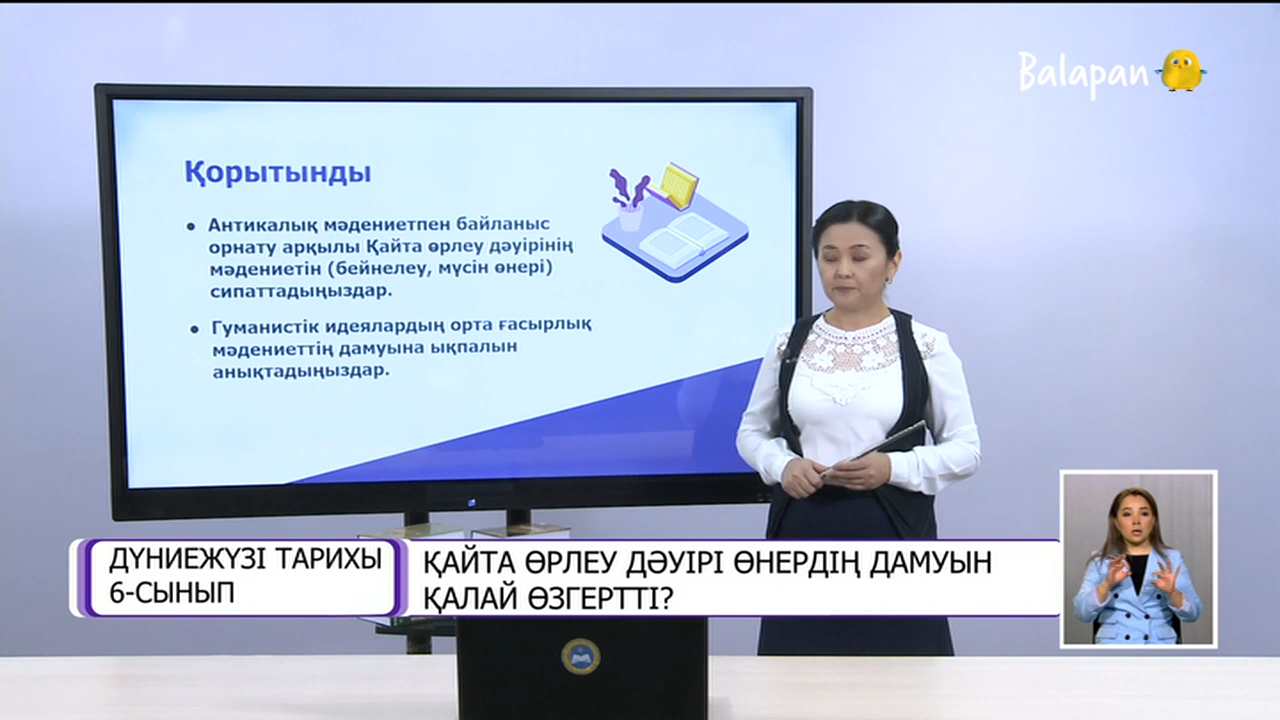 Balapan
Қорытынды
• Антикалық мәдениетпен байланыс
орнату арқылы Қайта өрлеу дәуірінің
мәдениетін (бейнелеу, мүсін өнері)
сипаттадыңыздар.
• Гуманистік идеялардың орта ғасырлық
мәдениеттің дамуына ықпалын
анықтадыңыздар.
ДҮНИЕЖҮЗІ ТАРИХЫ
6-СЫНЫП
ҚАЙТА ӨРЛЕУ ДӘУІРІ ӨНЕРДІҢ ДАМУЫН
ҚАЛАЙ ӨЗГЕРТТІ?